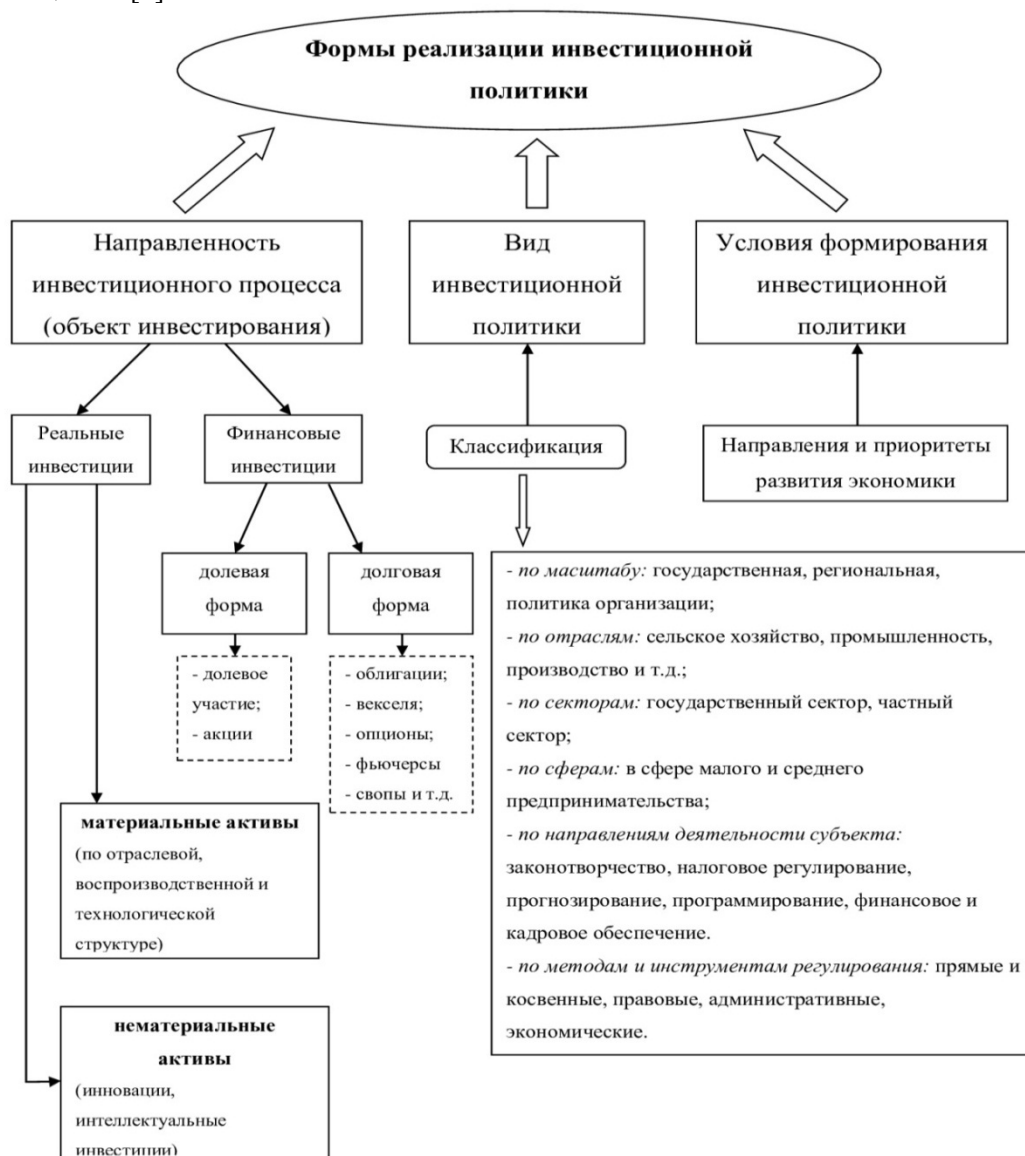 Формы реализации инвестиционной
политики
Направленность
инвестиционного процесса
(объект инвестирования)
Вид
инвестиционной
политики
Условия формирования
инвестиционной
политики
Реальные
инвестиции
Финансовые
инвестиции
Классификация
Направления и приоритеты
развития экономики
долевая
форма
долговая
форма
- долевое
участие;
- акции
- облигации;
- векселя;
- опционы;
- фьючерсы
- свопы и т.д.
- по масштабу: государственная, региональная,
политика организации;
- по отраслям: сельское хозяйство, промышленность,
производство и т.д.;
- по секторам: государственный сектор, частный
сектор;
- по сферам: в сфере малого и среднего
предпринимательства;
- по направлениям деятельности субъекта:
законотворчество, налоговое регулирование,
прогнозирование, программирование, финансовое и
кадровое обеспечение.
- по методам и инструментам регулирования: прямые и
косвенные, правовые, административные,
экономические.
материальные активы
(по отраслевой,
воспроизводственной и
технологической
структуре)
нематериальные
активы
(инновации,
интеллектуальные
инвестиции)